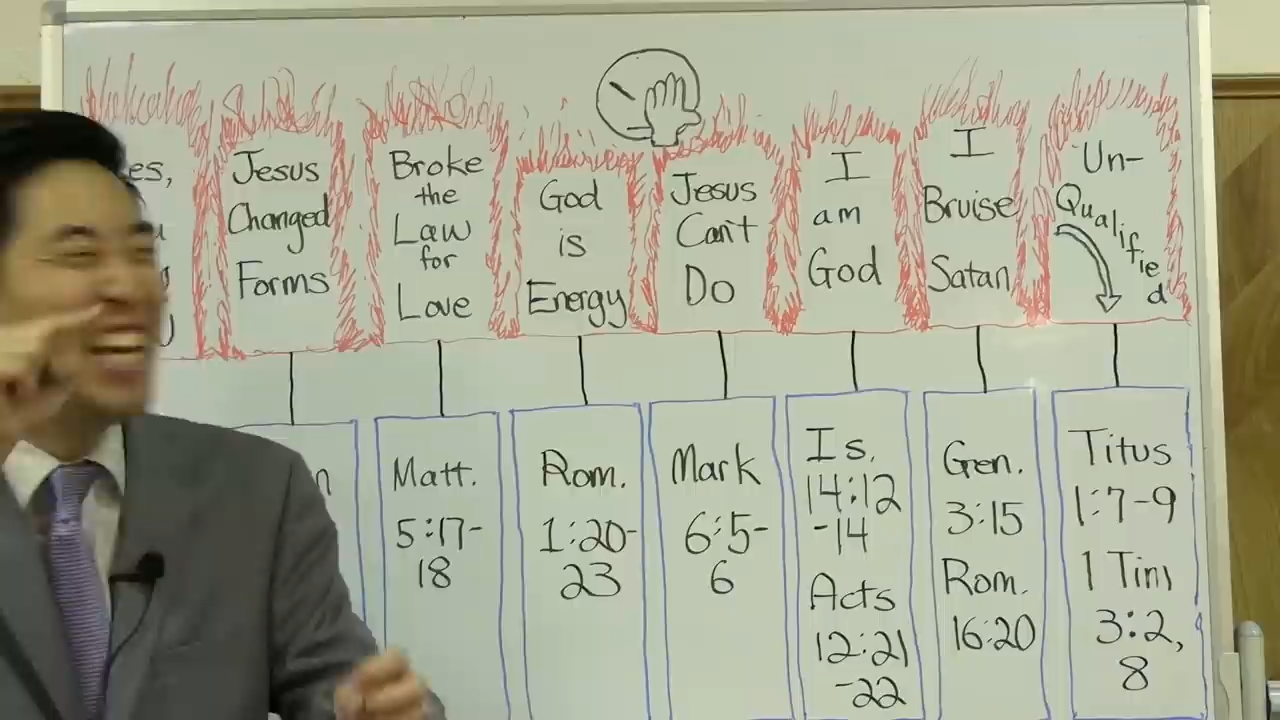 es,
Jesus
Changed
Forms
Broke
the
Law
for
Love
God
is
Energy
Jesus
Can't
Do
I
am
God
I
Bruise
Satan
Un-
Qualified
n
Matt.
5:17-
18
Rom.
1:20-
23
Mark
6:5-
6
Is.
14:12
-14
Acts
12:21
-22
Gen.
3:15
Rom.
16:20
Titus
1:7-9
1 Tim
3:2,
8